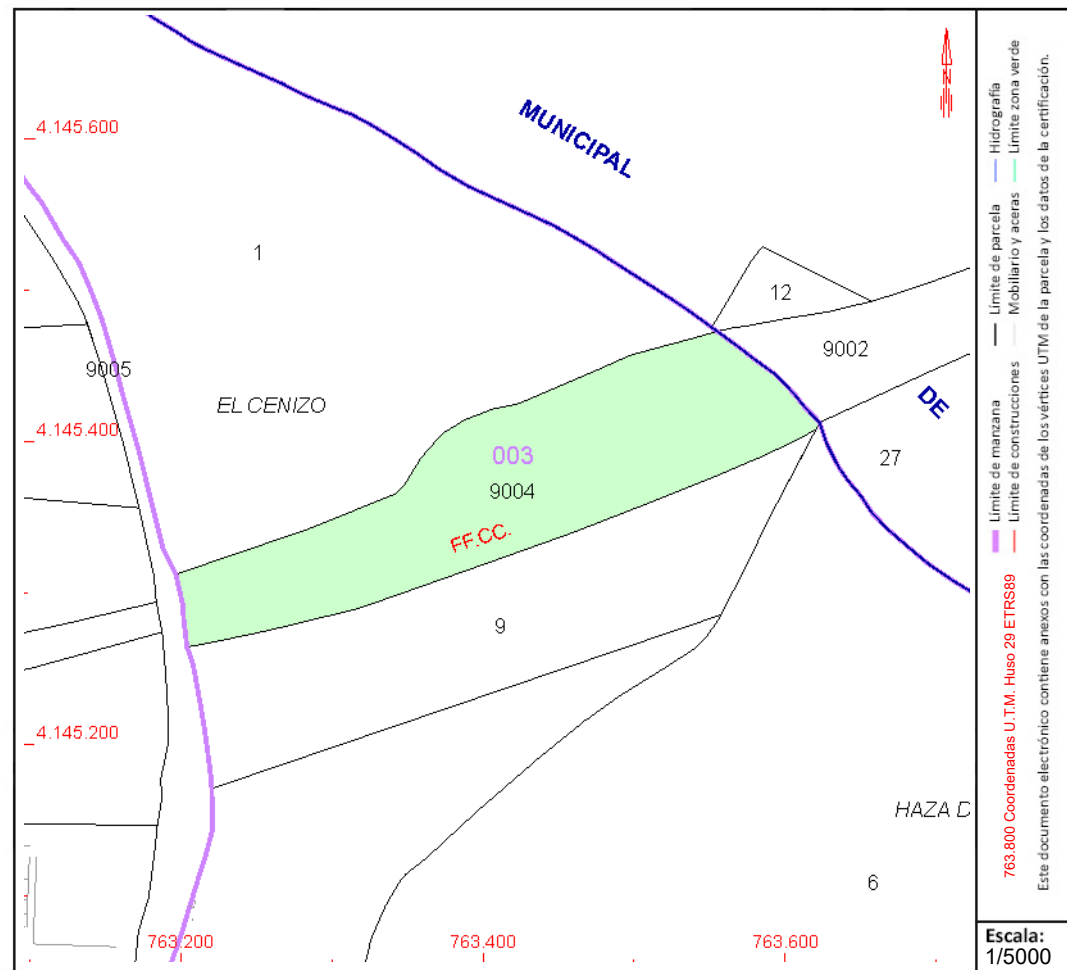 4.145.600
MUNICIPAL
1
12
9002
9005
EL CENIZO
DE
4.145.400
003
27
9004
FF.CC.
9
4.145.200
HAZA D
6
763.200
763.400
763.600
N
Límite de manzana
Límite de parcela
Hidrografía
Límite de construcciones
Mobiliario y aceras
Límite zona verde
763.800 Coordenadas U.T.M. Huso 29 ETRS89
Este documento electrónico contiene anexos con las coordenadas de los vértices UTM de la parcela y los datos de la certificación.
Escala:
1/5000